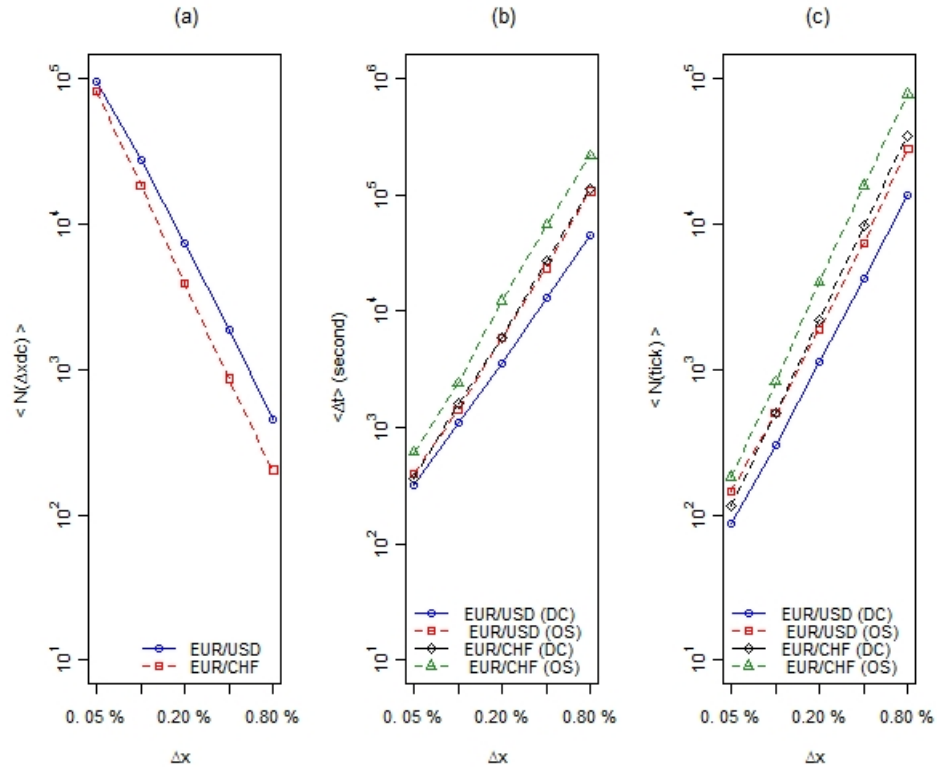 (a)
< N(Δxdc) >
10^5
10^4
10^3
10^2
10^1
EUR/USD
EUR/CHF
0. 05 % 0.20 % 0.80 %
Δx
(b)
<Δt> (second)
10^6
10^5
10^4
10^3
10^2
10^1
EUR/USD (DC)
EUR/USD (OS)
EUR/CHF (DC)
EUR/CHF (OS)
0. 05 % 0.20 % 0.80 %
Δx
(c)
< N(tick) >
10^5
10^4
10^3
10^2
10^1
EUR/USD (DC)
EUR/USD (OS)
EUR/CHF (DC)
EUR/CHF (OS)
0. 05 % 0.20 % 0.80 %
Δx